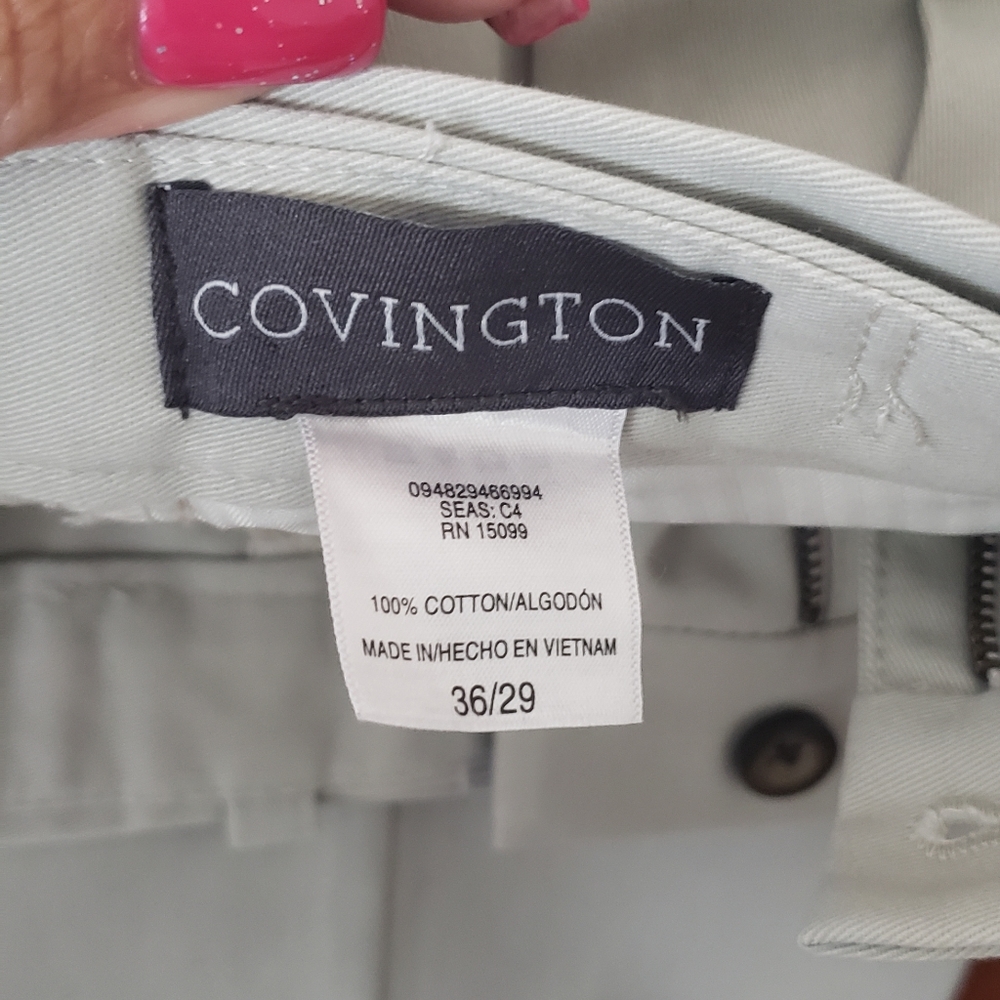 COVINGTON
094829466994
SEAS: C4
RN 15099
100% COTTON/ALGODÓN
MADE IN/HECHO EN VIETNAM
36/29